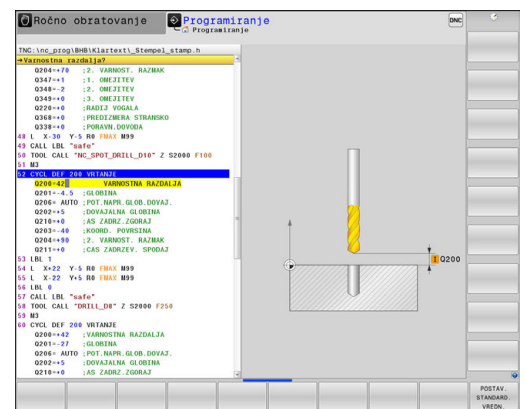 Ročno obratovanje
Programiranje
Programiranje
DNC
TNC:\nc_prog\BHB\Klartext\_Stempel_stamp.h
→Varnostna razdalja?
Q204=+70 ;2. VARNOST. RAZMAK
Q347=+1 ;1. OMEJITEV
Q348=-2 ;2. OMEJITEV
Q349=+0 ;3. OMEJITEV
Q220=+0 ;RADIJ VOGALA
Q368=+0 ;PREDIZMERA STRANSKO
Q338=+0 ;PORAVN.DOVODA
48 L X-30 Y-5 R0 FMAX M99
49 CALL LBL "safe"
50 TOOL CALL "NC_SPOT_DRILL_D10" Z S2000 F100
51 M3
52 CYCL DEF 200 VRTANJE
Q200=42 VARNOSTNA RAZDALJA
Q201=-4.5 ;GLOBINA
Q206= AUTO ;POT.NAPR.GLOB.DOVAJ.
Q202=+5 ;DOVAJALNA GLOBINA
Q210=+0 ;AS ZADRZ.ZGORAJ
Q203=-40 ;KOORD. POVRSINA
Q204=+90 ;2. VARNOST. RAZMAK
Q211=+0 ;CAS ZADRZEV. SPODAJ
53 LBL 1
54 L X+22 Y-5 R0 FMAX M99
55 L X-22 Y+5 R0 FMAX M99
56 LBL 0
57 CALL LBL "safe"
58 TOOL CALL "DRILL_D8" Z S2000 F250
59 M3
60 CYCL DEF 200 VRTANJE
Q200=+42 ;VARNOSTNA RAZDALJA
Q201=-27 ;GLOBINA
Q206= AUTO ;POT.NAPR.GLOB.DOVAJ.
Q202=+5 ;DOVAJALNA GLOBINA
Q210=+0 ;AS ZADRZ.ZGORAJ
I Q200
POSTAV.
STANDARD.
VREDN.